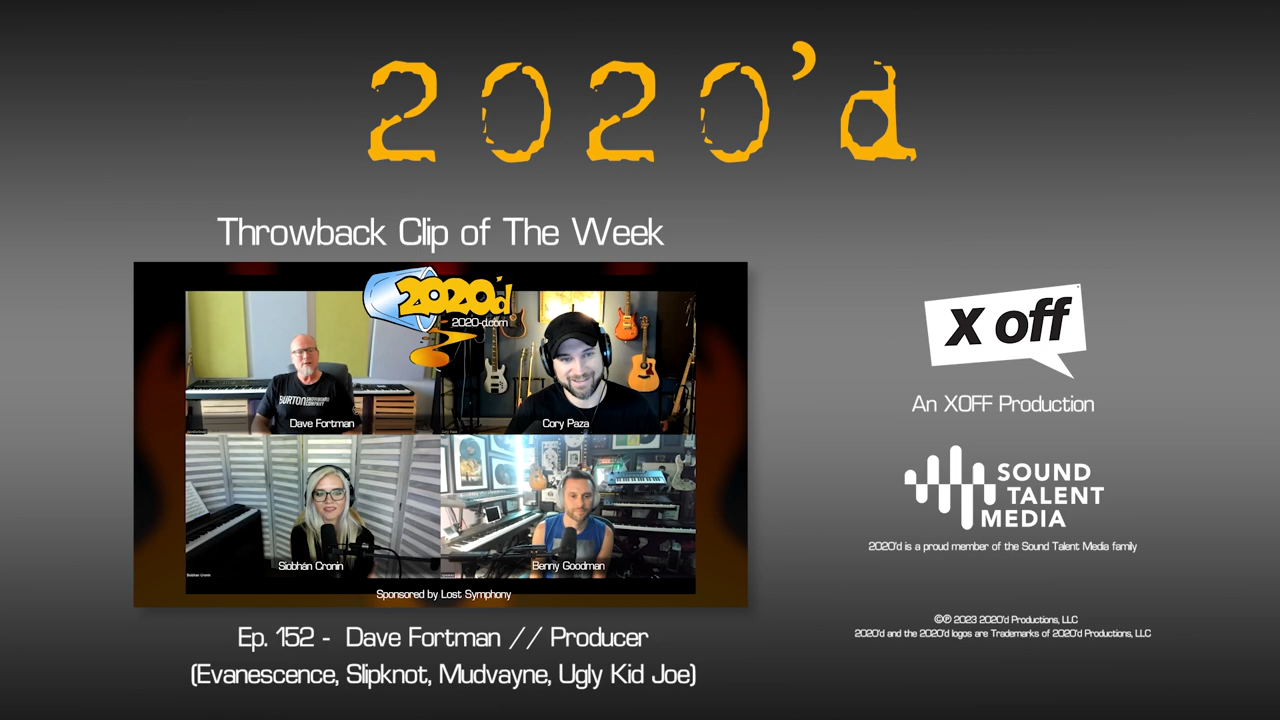 2020'd
Throwback Clip of The Week
2020'd
2020-d.com
BURTON
Dave Fortman
Cory Paza
Siobhán Cronin
Benny Goodman
Siobhán Cronin
Sponsored by Lost Symphony
Ep. 152 - Dave Fortman // Producer
(Evanescence, Slipknot, Mudvayne, Ugly Kid Joe)
X off
An XOFF Production
SOUND
TALENT
MEDIA
2020'd is a proud member of the Sound Talent Media family
©℗ 2023 2020'd Productions, LLC
2020'd and the 2020'd logos are Trademarks of 2020'd Productions, LLC